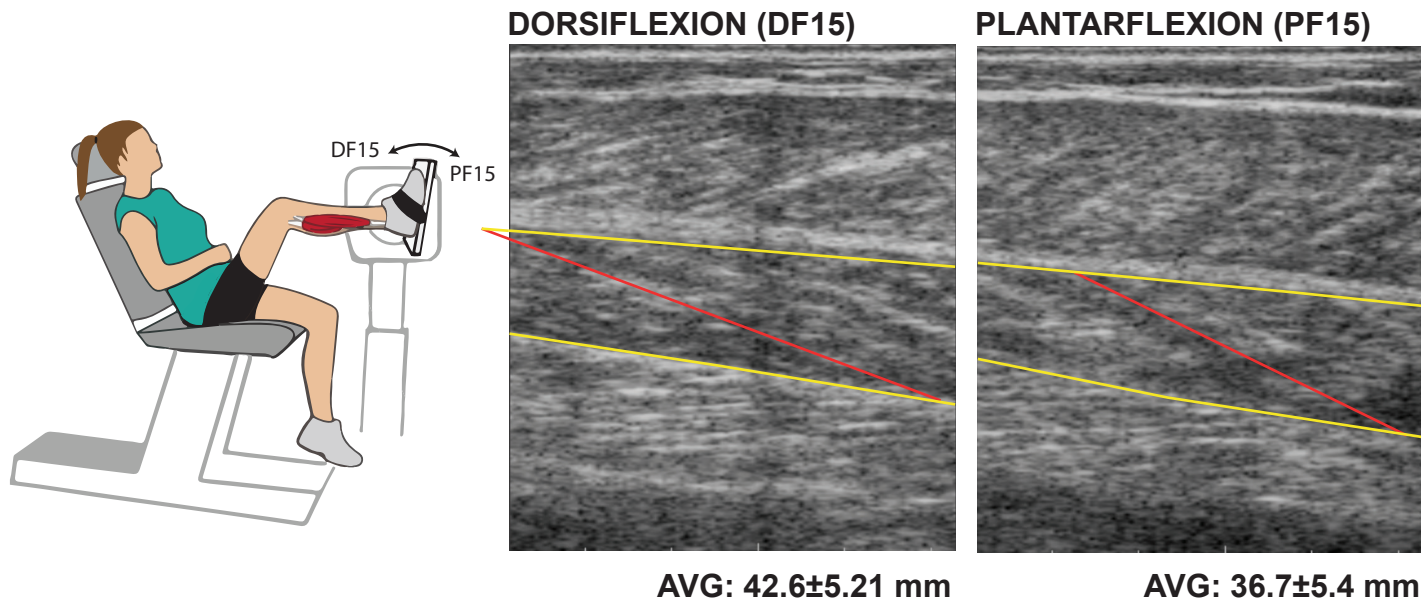 DORSIFLEXION (DF15)
PLANTARFLEXION (PF15)
DF15
PF15
AVG: 42.6±5.21 mm
AVG: 36.7±5.4 mm